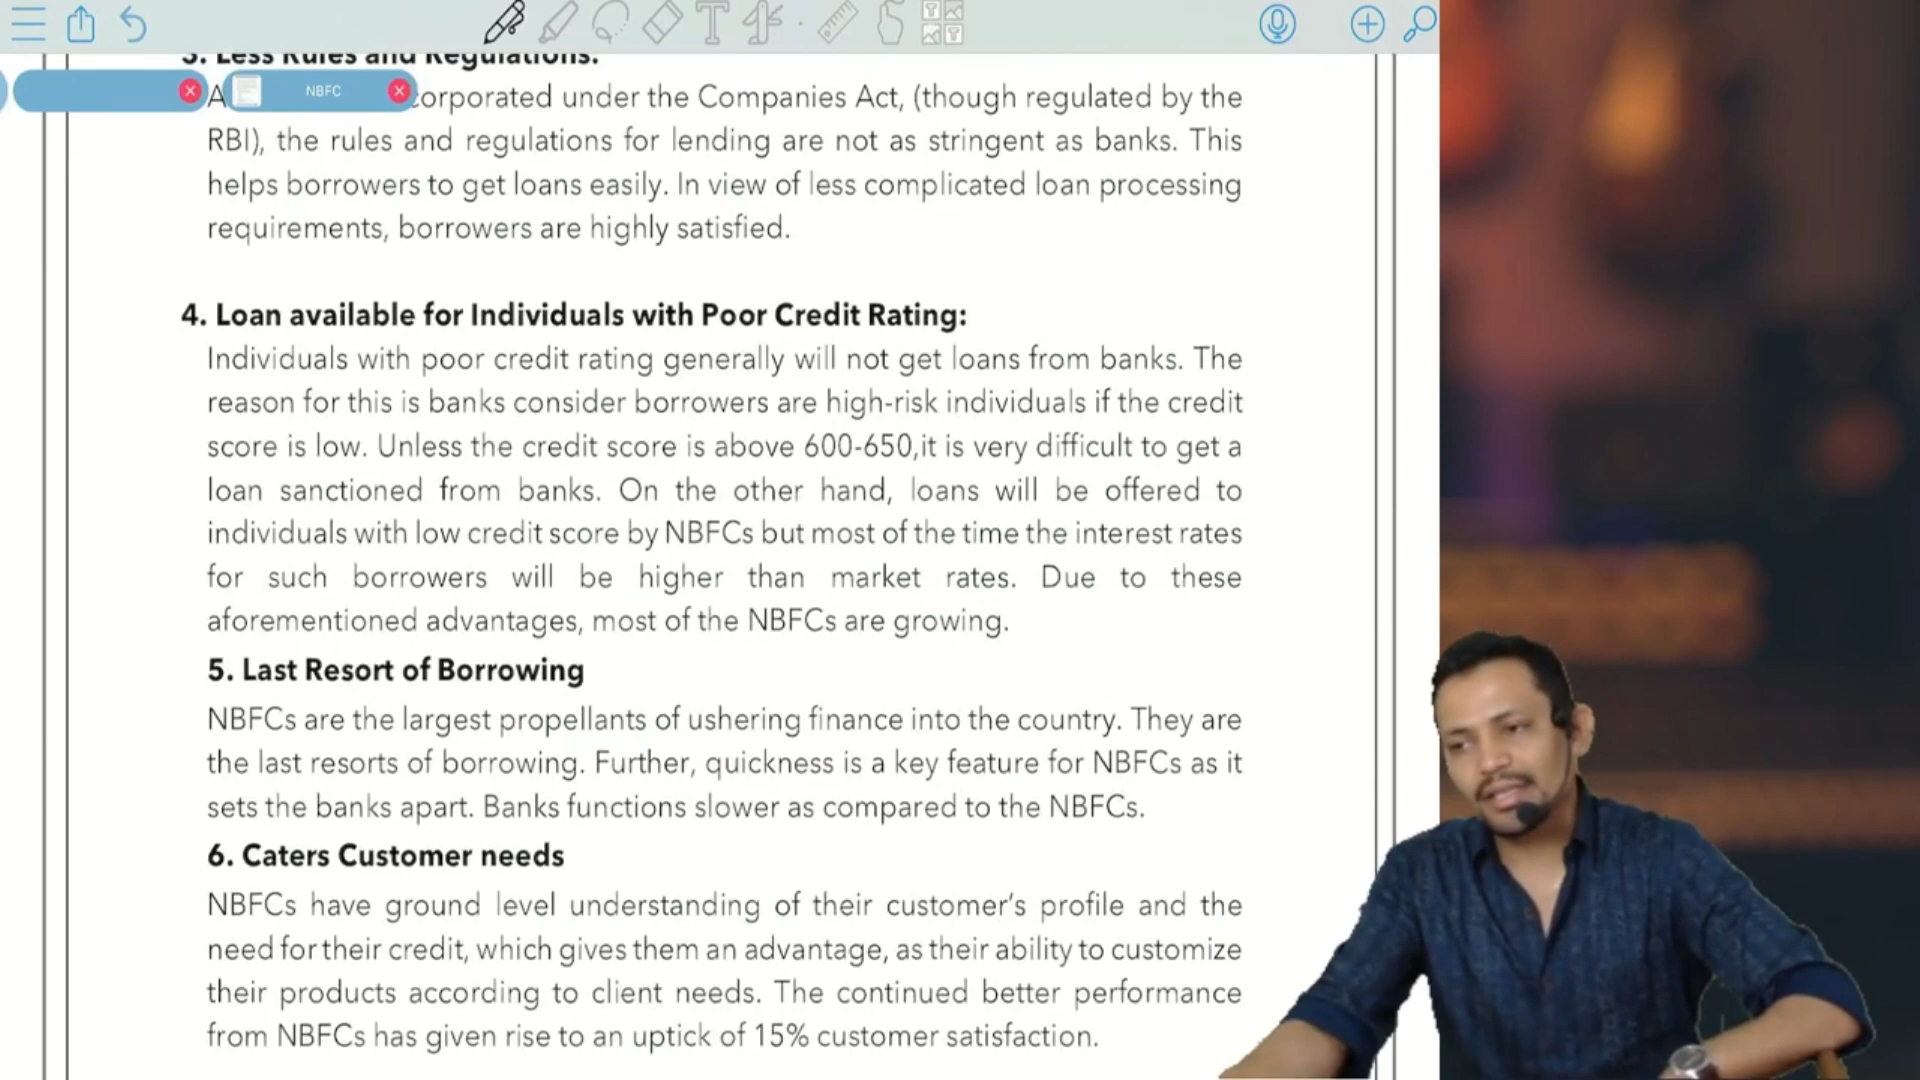 3. Less Rules and Regulations:
NBFC
A
corporated under the Companies Act, (though regulated by the
RBI), the rules and regulations for lending are not as stringent as banks. This
helps borrowers to get loans easily. In view of less complicated loan processing
requirements, borrowers are highly satisfied.
4. Loan available for Individuals with Poor Credit Rating:
Individuals with poor credit rating generally will not get loans from banks. The
reason for this is banks consider borrowers are high-risk individuals if the credit
score is low. Unless the credit score is above 600-650,it is very difficult to get a
loan sanctioned from banks. On the other hand, loans will be offered to
individuals with low credit score by NBFCs but most of the time the interest rates
for such borrowers will be higher than market rates. Due to these
aforementioned advantages, most of the NBFCs are growing.
5. Last Resort of Borrowing
NBFCs are the largest propellants of ushering finance into the country. They are
the last resorts of borrowing. Further, quickness is a key feature for NBFCs as it
sets the banks apart. Banks functions slower as compared to the NBFCs.
6. Caters Customer needs
NBFCs have ground level understanding of their customer's profile and the
need for their credit, which gives them an advantage, as their ability to customize
their products according to client needs. The continued better performance
from NBFCs has given rise to an uptick of 15% customer satisfaction.